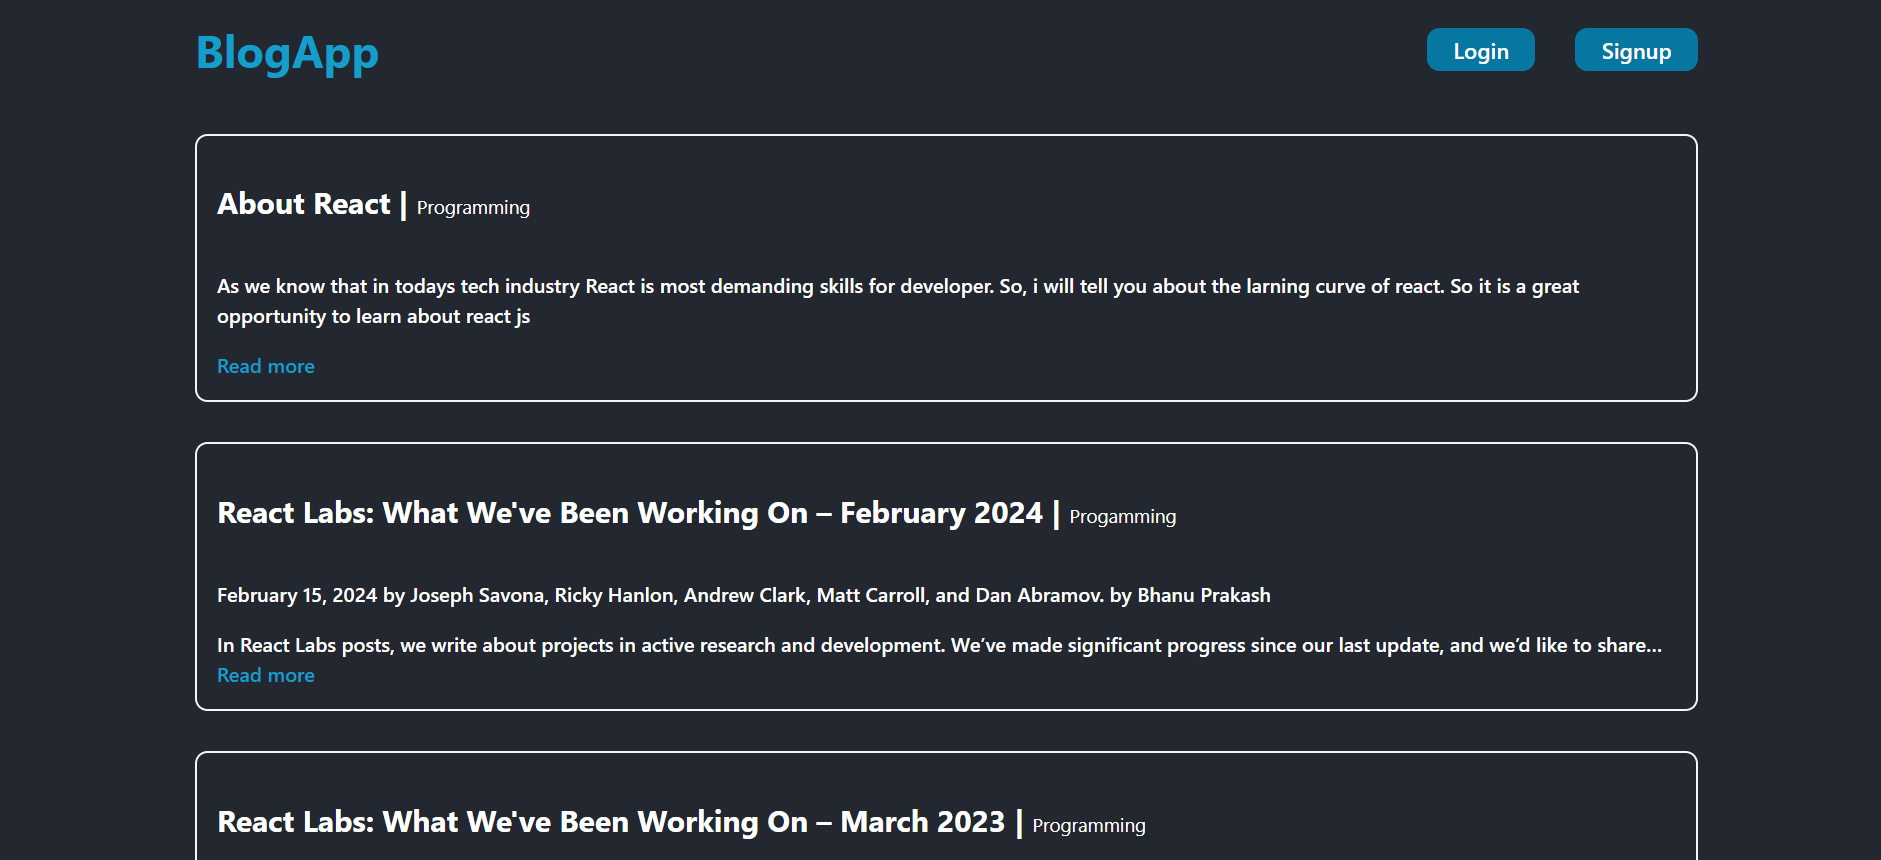 BlogApp
Login
Signup
About React | Programming
As we know that in todays tech industry React is most demanding skills for developer. So, i will tell you about the larning curve of react. So it is a great
opportunity to learn about react js
Read more
React Labs: What We've Been Working On – February 2024 | Progamming
February 15, 2024 by Joseph Savona, Ricky Hanlon, Andrew Clark, Matt Carroll, and Dan Abramov. by Bhanu Prakash
In React Labs posts, we write about projects in active research and development. We’ve made significant progress since our last update, and we’d like to share...
Read more
React Labs: What We've Been Working On – March 2023 | Programming